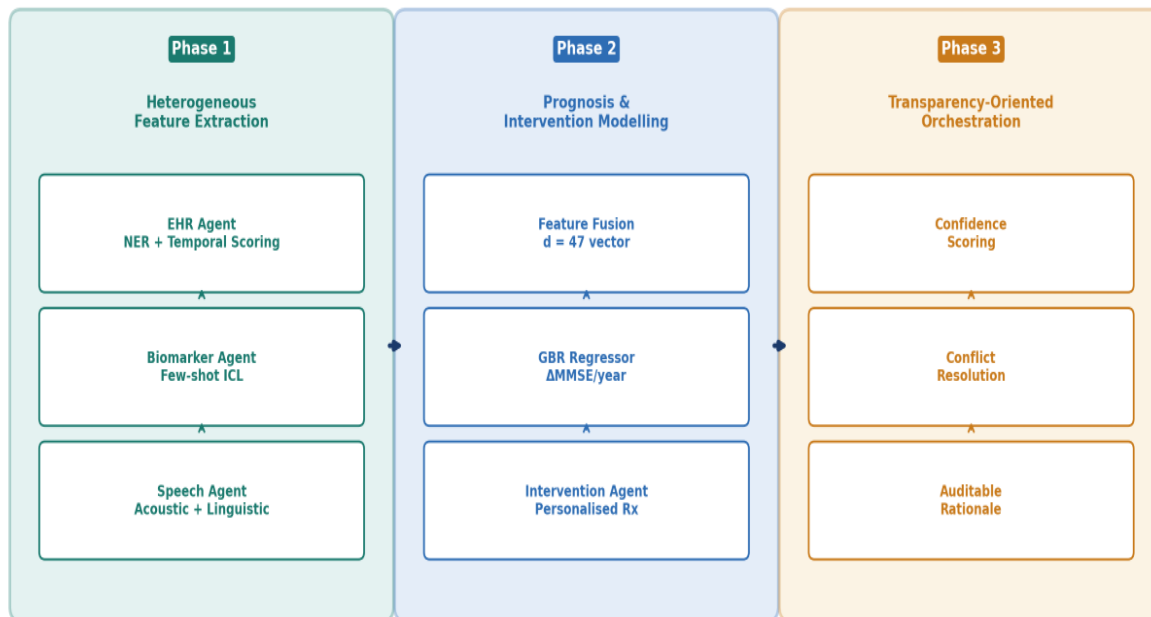 Phase 1
Heterogeneous
Feature Extraction
EHR Agent
NER + Temporal Scoring
Biomarker Agent
Few-shot ICL
Speech Agent
Acoustic + Linguistic
Phase 2
Prognosis &
Intervention Modelling
Feature Fusion
d = 47 vector
GBR Regressor
ΔMMSE/year
Intervention Agent
Personalised Rx
Phase 3
Transparency-Oriented
Orchestration
Confidence
Scoring
Conflict
Resolution
Auditable
Rationale